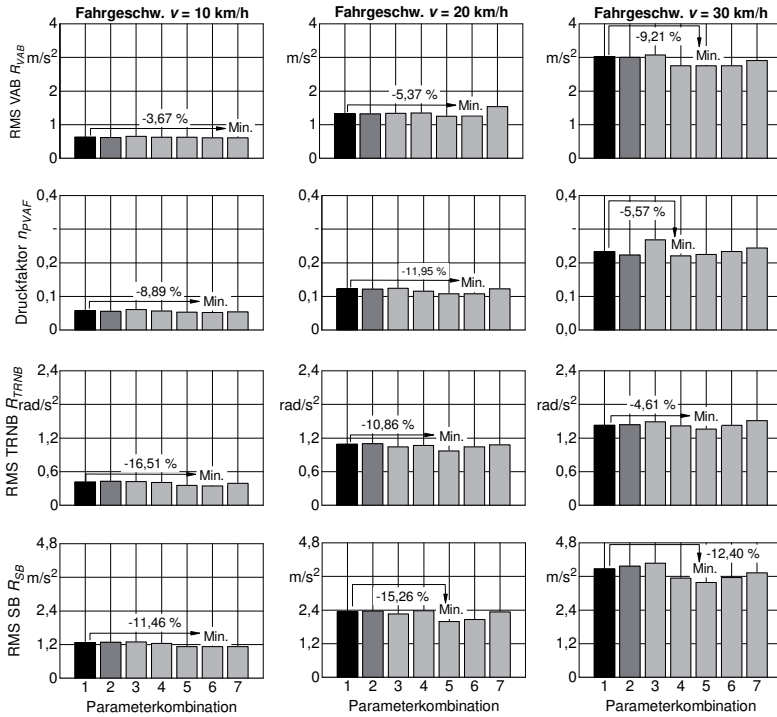 Fahrgeschw. v = 10 km/h
Fahrgeschw. v = 20 km/h
Fahrgeschw. v = 30 km/h
RMS VAB R_VAB
4
m/s²
2
1
0
-3,67 %
Min.
4
m/s²
2
1
0
-5,37 %
Min.
4
m/s²
2
1
0
-9,21 %
Min.
Druckfaktor n_PVAF
0,4
-
0,2
0,1
0
-8,89 %
Min.
0,4
-
0,2
0,1
0
-11,95 %
Min.
0,4
-
0,2
0,1
0,0
-5,57 %
Min.
RMS TRNB R_TRNB
2,4
rad/s²
1,2
0,6
0
-16,51 %
Min.
2,4
rad/s²
1,2
0,6
0
-10,86 %
Min.
2,4
rad/s²
1,2
0,6
0
-4,61 %
Min.
RMS SB R_SB
4,8
m/s²
2,4
1,2
0
-11,46 %
Min.
4,8
m/s²
2,4
1,2
0
-15,26 %
Min.
4,8
m/s²
2,4
1,2
0
-12,40 %
Min.
1 2 3 4 5 6 7
1 2 3 4 5 6 7
1 2 3 4 5 6 7
Parameterkombination
Parameterkombination
Parameterkombination